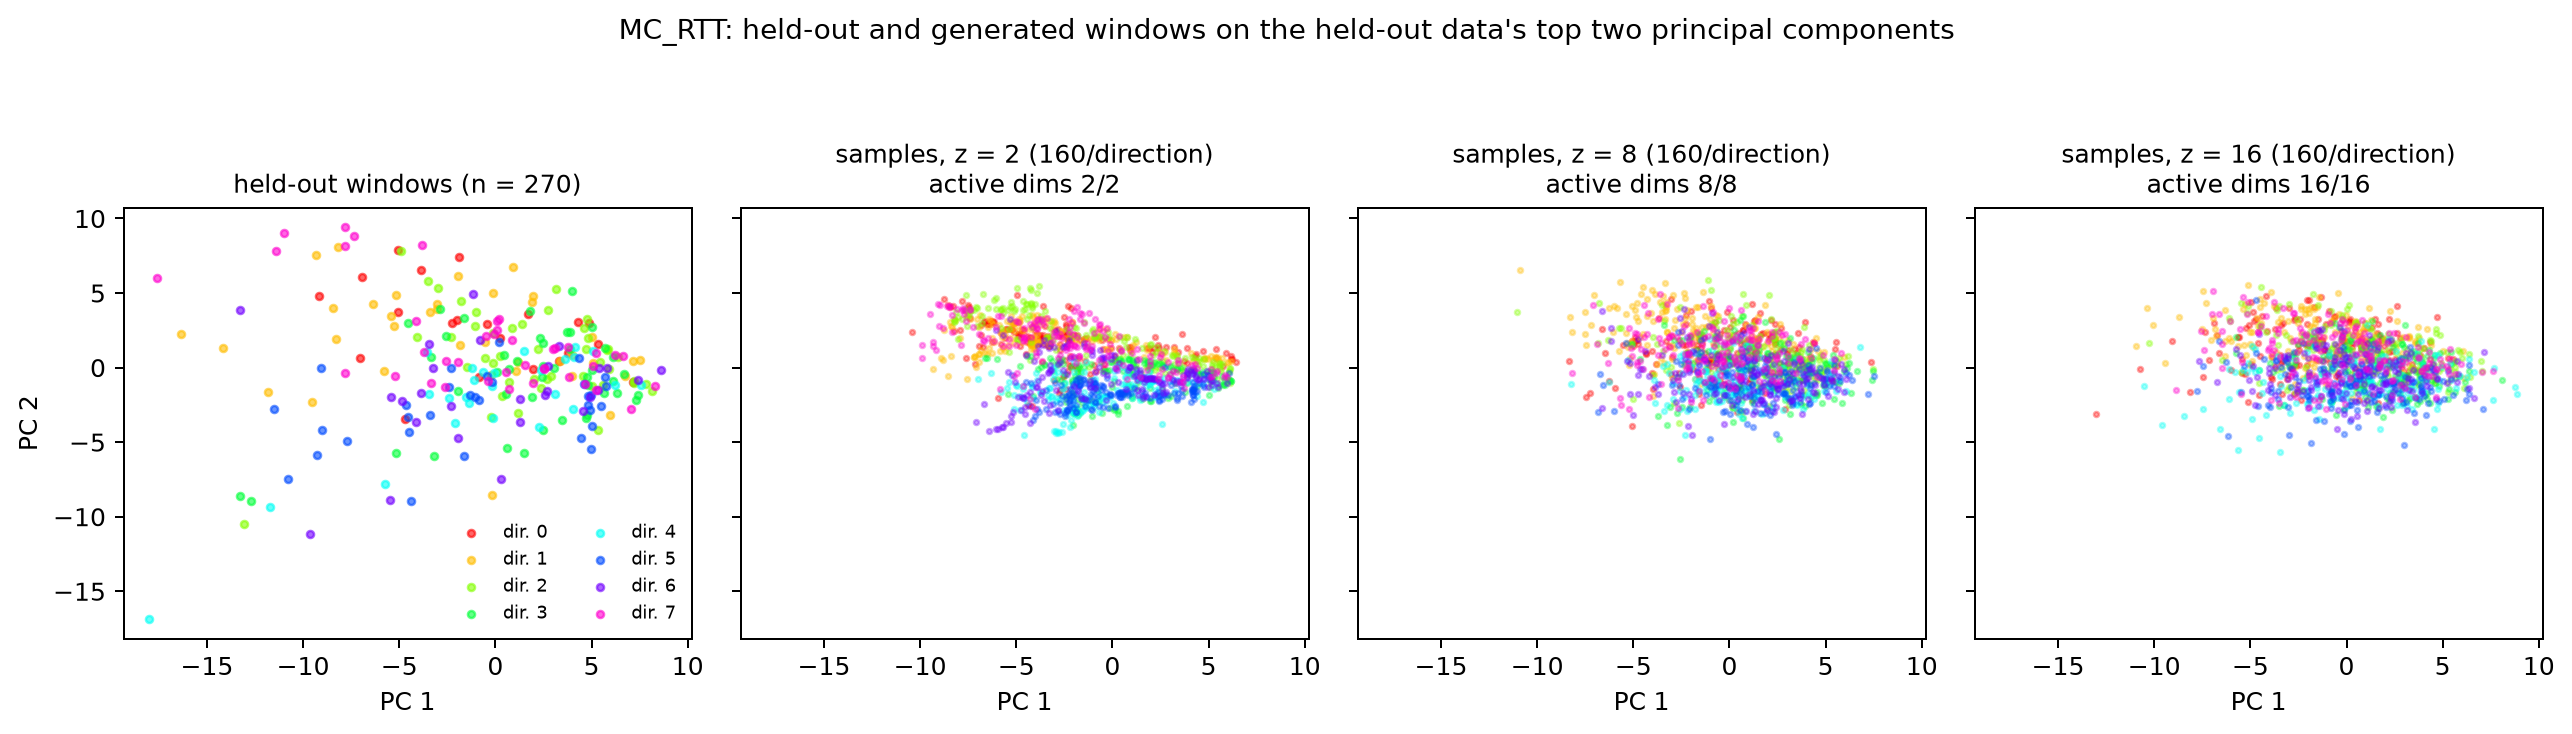 MC_RTT: held-out and generated windows on the held-out data's top two principal components
held-out windows (n = 270)
samples, z = 2 (160/direction)
active dims 2/2
samples, z = 8 (160/direction)
active dims 8/8
samples, z = 16 (160/direction)
active dims 16/16
10
5
0
−5
−10
−15
PC 2
dir. 0
dir. 1
dir. 2
dir. 3
dir. 4
dir. 5
dir. 6
dir. 7
−15 −10 −5 0 5 10
−15 −10 −5 0 5 10
−15 −10 −5 0 5 10
−15 −10 −5 0 5 10
PC 1
PC 1
PC 1
PC 1